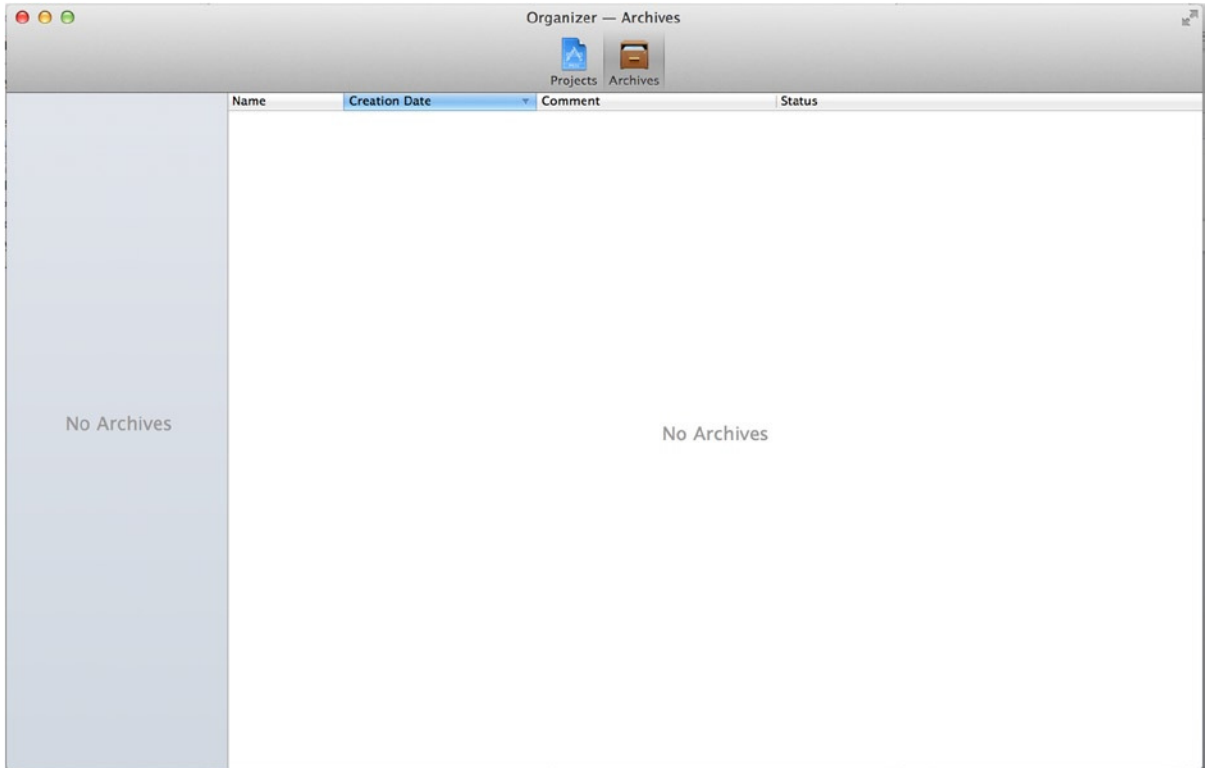 Organizer — Archives
Projects Archives
Name Creation Date Comment Status
No Archives
No Archives